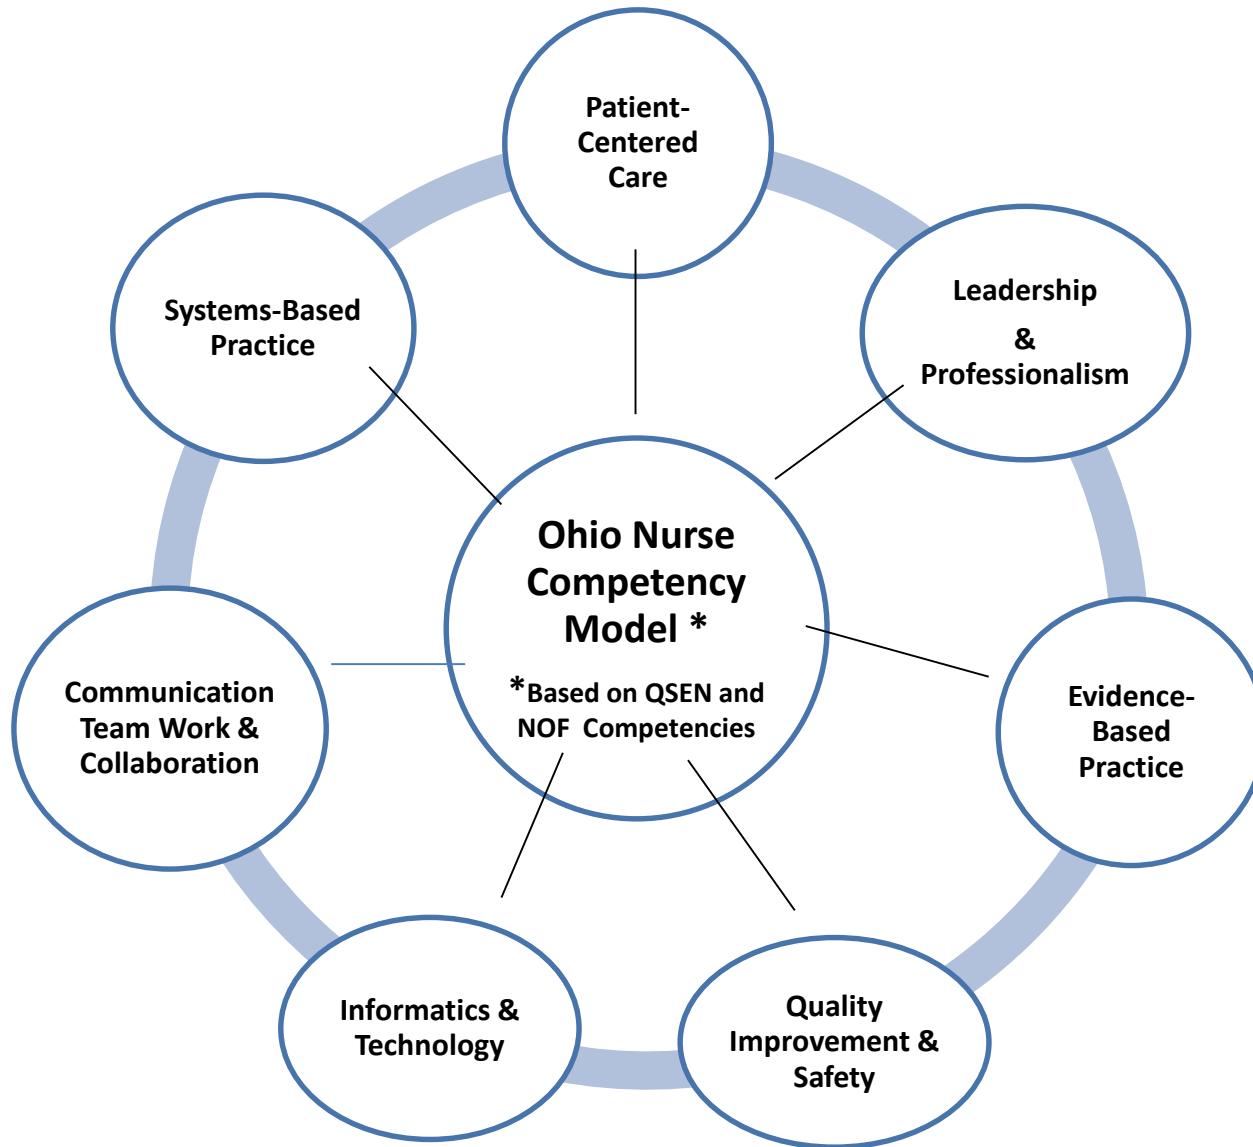 Patient-
Centered
Care
Leadership
&
Professionalism
Systems-Based
Practice
Ohio Nurse
Competency
Model *
*Based on QSEN and
NOF  Competencies
Communication
Team Work &
Collaboration
Evidence-
Based
Practice
Informatics &
Technology
Quality
Improvement &
Safety